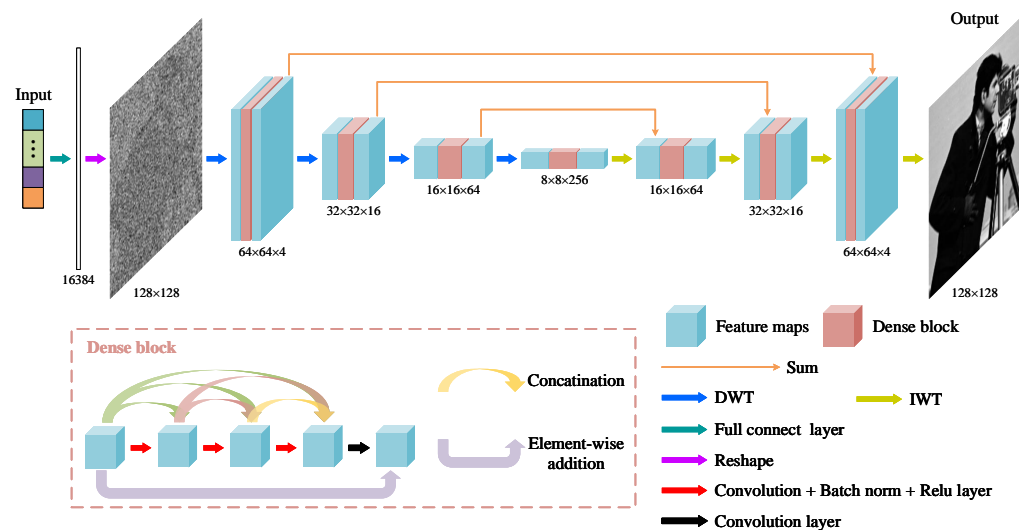 Output
Input
16384
128×128
64×64×4
32×32×16
16×16×64
8×8×256
16×16×64
32×32×16
64×64×4
128×128
Dense block
Concatination
Element-wise
addition
Feature maps
Dense block
Sum
DWT
IWT
Full connect layer
Reshape
Convolution + Batch norm + Relu layer
Convolution layer